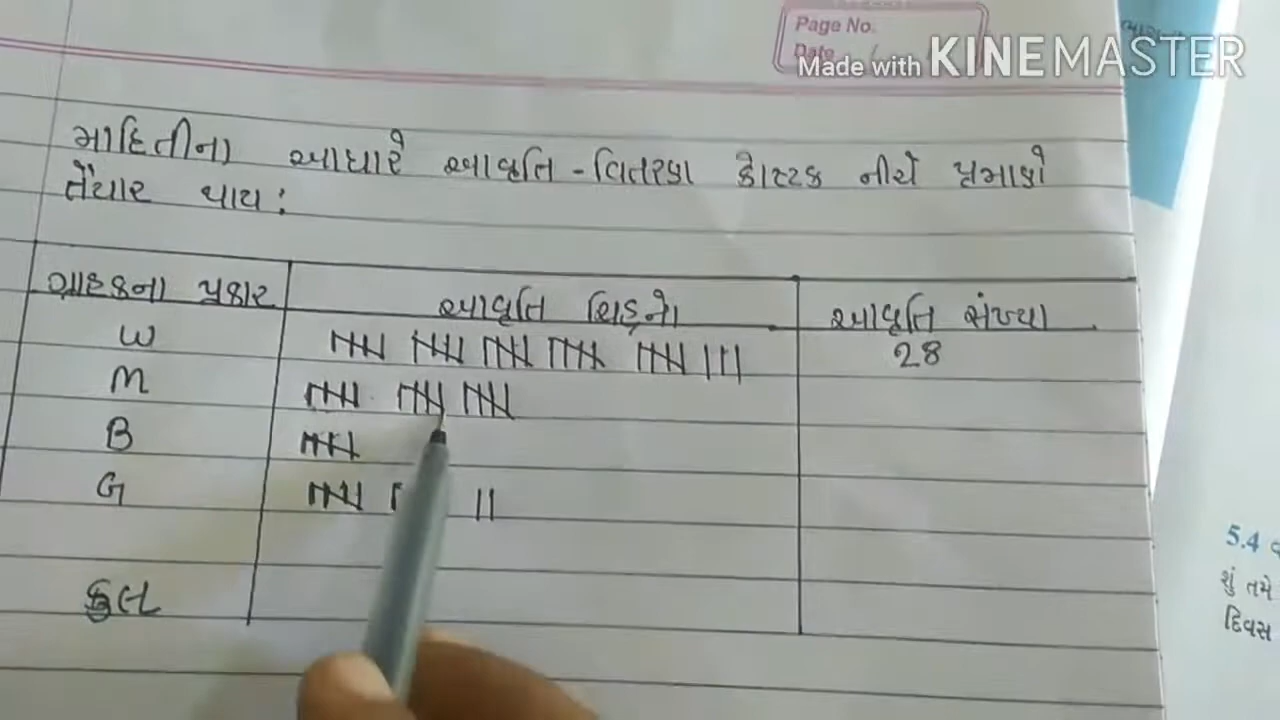 Page No.
Date
Made with KINEMASTER
માહિતીના આધારે આવૃત્તિ-વિતરણ કોષ્ટક નીચે પ્રમાણે
તૈયાર થાય:
ગ્રાહકના પ્રકાર આવૃત્તિ ચિહ્નો આવૃત્તિ સંખ્યા
W 28
M
B
G
કુલ
5.4
શું તમે
દિવસ